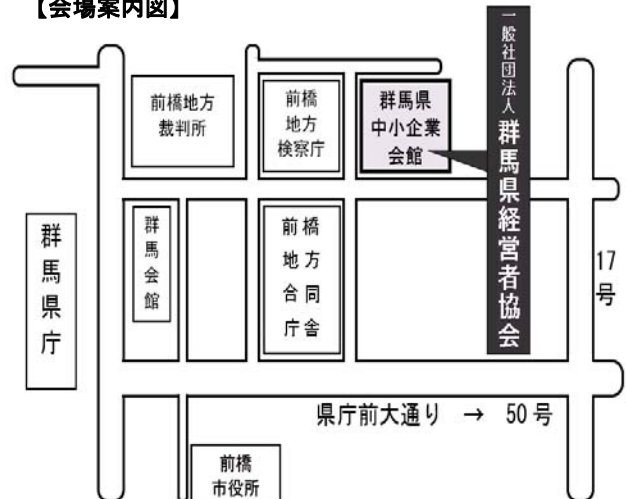 【会場案内図】
前橋地方
裁判所
前橋
地方
検察庁
群馬県
中小企業
会館
一般社団法人 群馬県経営者協会
群馬県庁
群馬会館
前橋
地方
合同
庁舎
17
号
県庁前大通り → 50号
前橋
市役所